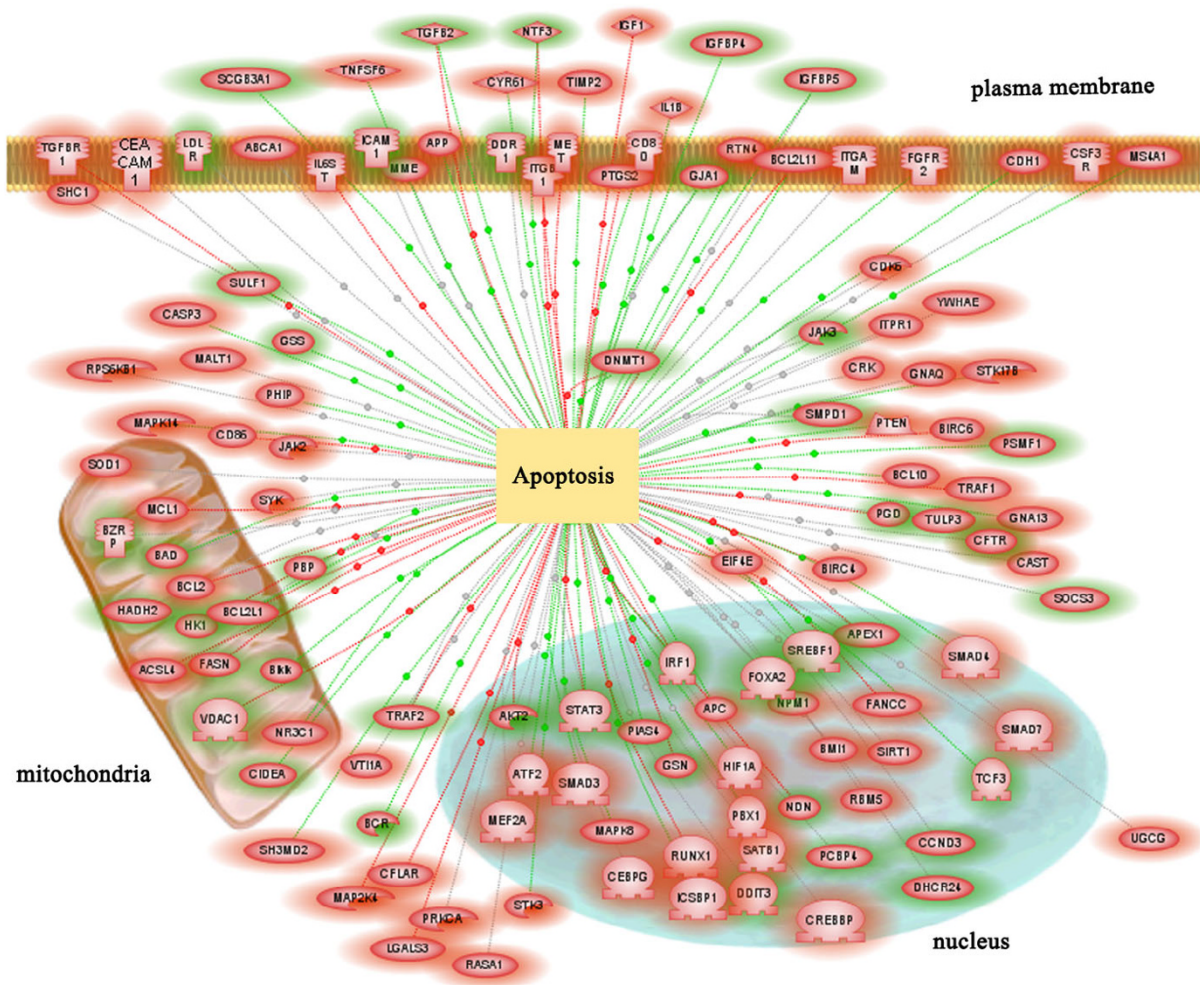 TGFB2
NTF3
IGF1
IGFBP4
SCGB3A1
TNFSF6
CYR61
TIMP2
IGFBP5
IL1B
plasma membrane
TGFBR
1
CEA
CAM
1
LDL
R
ABCA1
IL6S
T
ICAM
1
MME
APP
DDR
1
ITGB
1
ME
T
PTGS2
CD8
0
GJA1
RTN4
BCL2L11
ITGA
M
FGFR
2
CDH1
CSF3
R
MS4A1
SHC1
SULF1
CDK5
CASP3
YWHAE
GSS
JAK3
ITPR1
RPS6KB1
MALT1
DNMT1
CRK
GNAQ
STK17B
PHIP
SMPD1
PTEN
BIRC6
MAPK14
CD86
JAK2
PSMF1
SOD1
Apoptosis
BCL10
TRAF1
MCL1
SYK
PGD
TULP3
GNA13
BZR
P
BAD
CFTR
PBP
EIF4E
BIRC4
CAST
BCL2
SOCS3
HADH2
HK1
BCL2L1
APEX1
ACSL4
FASN
BIkIk
IRF1
FOXA2
SREBF1
SMAD4
VDAC1
NR3C1
TRAF2
AKT2
STAT3
PIAS4
APC
NPM1
FANCC
SMAD7
mitochondria
CIDEA
VTI1A
ATF2
SMAD3
GSN
HIF1A
BMI1
SIRT1
TCF3
BCR
MEF2A
MAPK8
PBX1
NDN
RBM5
SH3MD2
RUNX1
SATB1
PCBP4
CCND3
UGCG
CFLAR
CEBPG
MAP2K4
ICSBP1
DDIT3
DHCR24
PRKCA
STK3
CREBBP
LGALS3
RASA1
nucleus